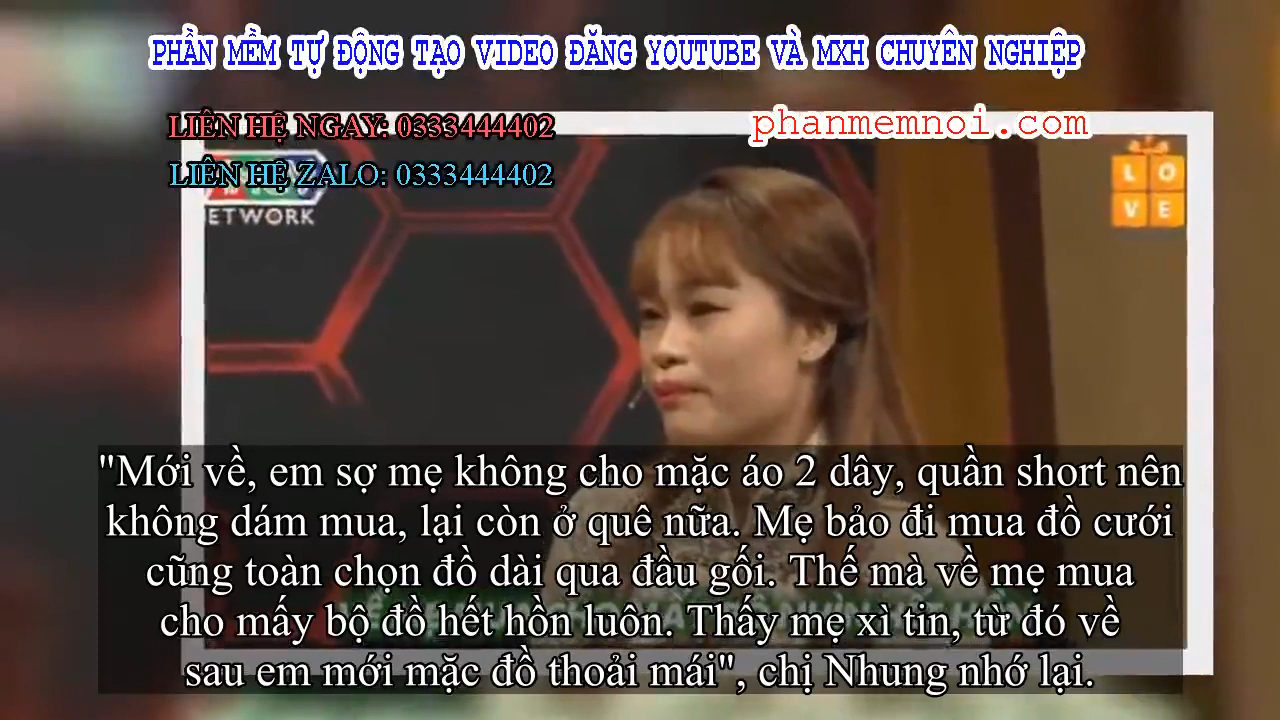 PHẦN MỀM TỰ ĐỘNG TẠO VIDEO ĐĂNG YOUTUBE VÀ MXH CHUYÊN NGHIỆP
LIÊN HỆ NGAY: 0333444402
phanmemnoi.com
LIÊN HỆ ZALO: 0333444402
ETWORK
LO
VE
"Mới về, em sợ mẹ không cho mặc áo 2 dây, quần short nên
không dám mua, lại còn ở quê nữa. Mẹ bảo đi mua đồ cưới
cũng toàn chọn đồ dài qua đầu gối. Thế mà về mẹ mua
cho mấy bộ đồ hết hồn luôn. Thấy mẹ xì tin, từ đó về
sau em mới mặc đồ thoải mái", chị Nhung nhớ lại.